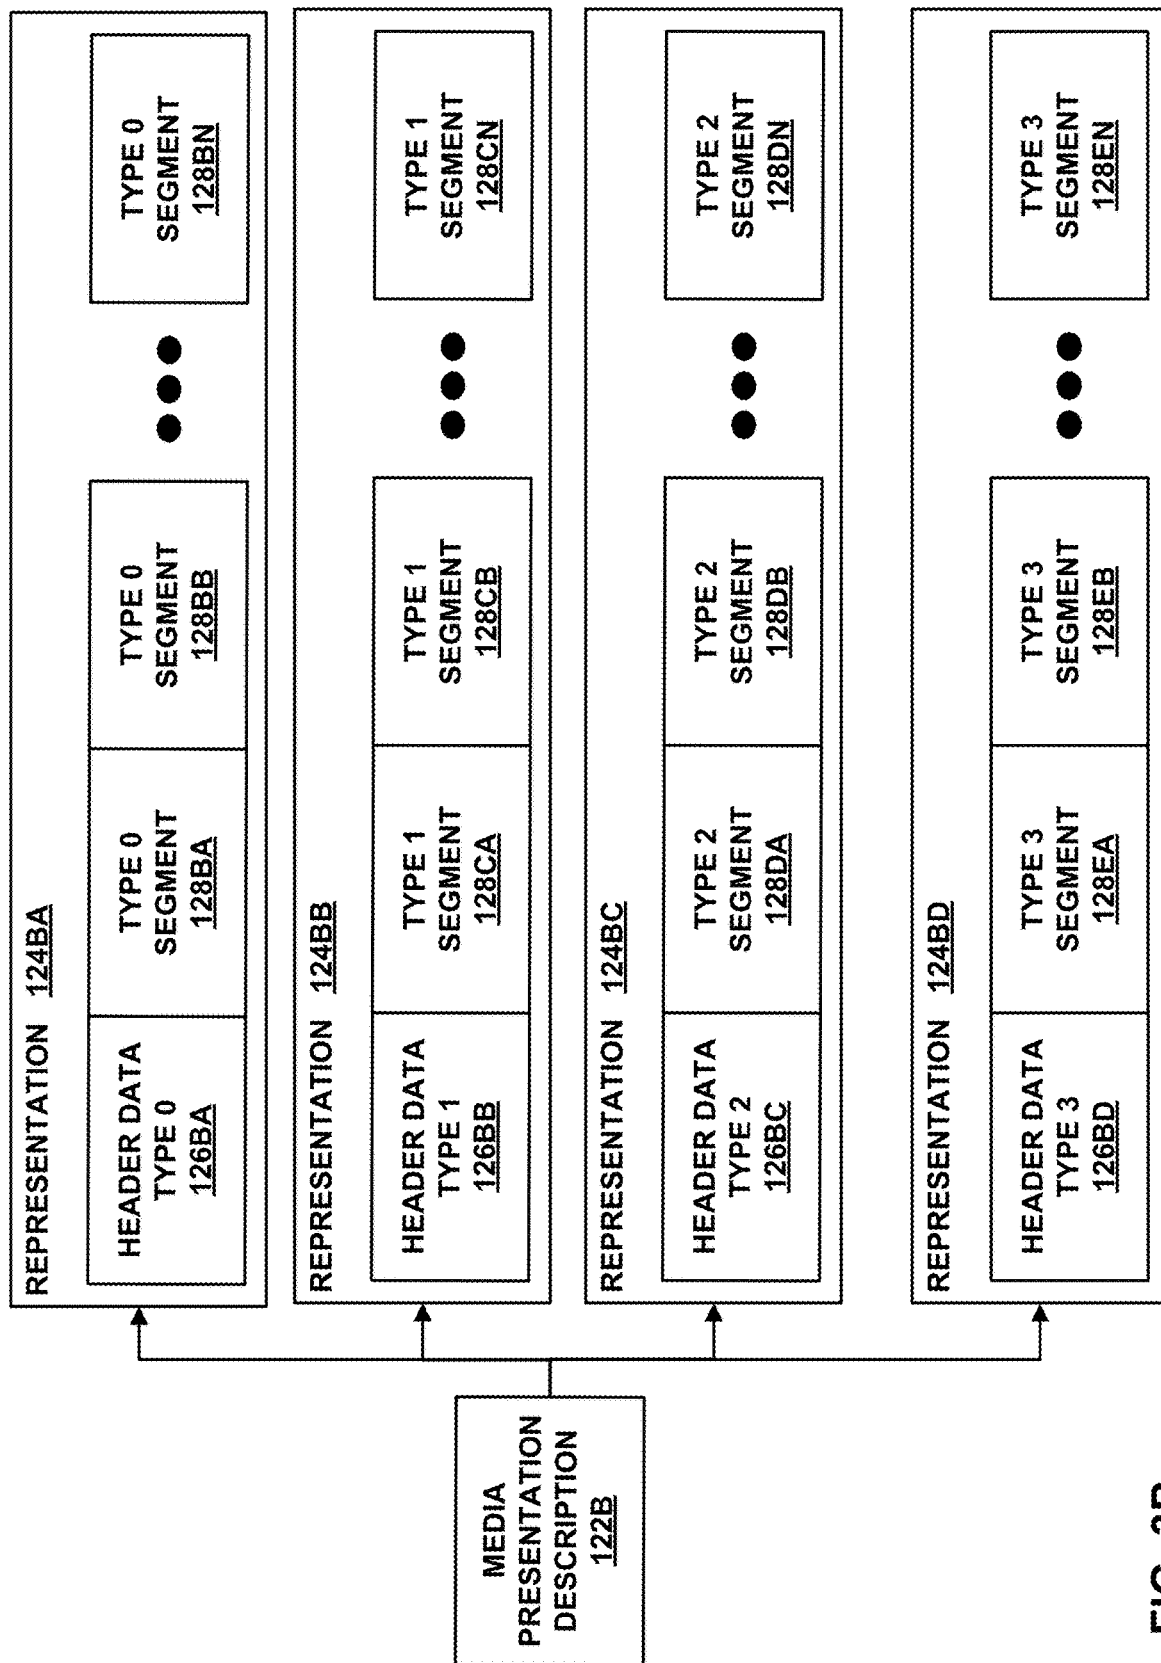 MEDIA
PRESENTATION
DESCRIPTION
122B
REPRESENTATION 124BA
HEADER DATA
TYPE 0
126BA
TYPE 0
SEGMENT
128BA
TYPE 0
SEGMENT
128BB
TYPE 0
SEGMENT
128BN
REPRESENTATION 124BB
HEADER DATA
TYPE 1
126BB
TYPE 1
SEGMENT
128CA
TYPE 1
SEGMENT
128CB
TYPE 1
SEGMENT
128CN
REPRESENTATION 124BC
HEADER DATA
TYPE 2
126BC
TYPE 2
SEGMENT
128DA
TYPE 2
SEGMENT
128DB
TYPE 2
SEGMENT
128DN
REPRESENTATION 124BD
HEADER DATA
TYPE 3
126BD
TYPE 3
SEGMENT
128EA
TYPE 3
SEGMENT
128EB
TYPE 3
SEGMENT
128EN
FIG.